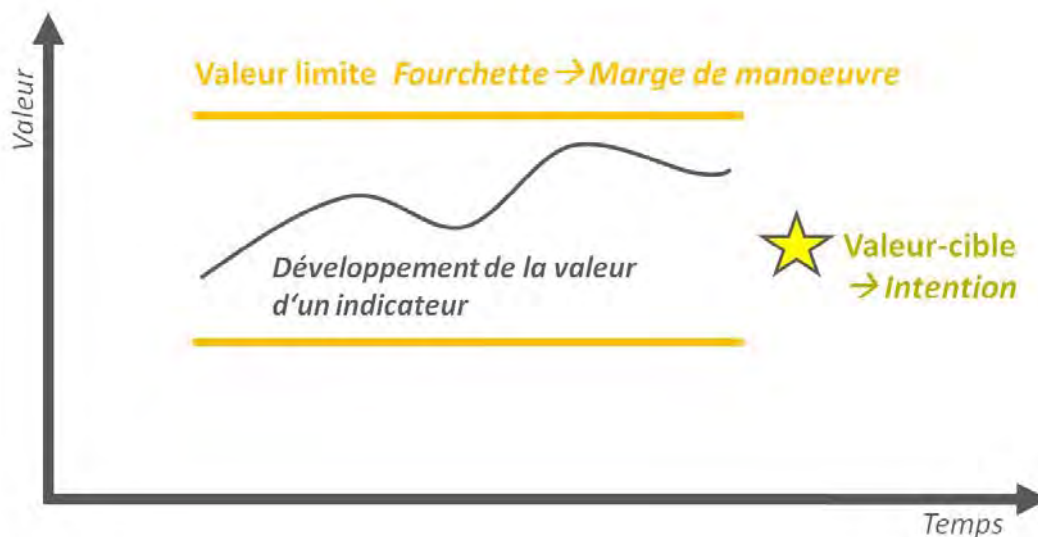 Valeur
Valeur limite Fourchette → Marge de manoeuvre
Développement de la valeur
d‘un indicateur
Valeur-cible
→ Intention
Temps